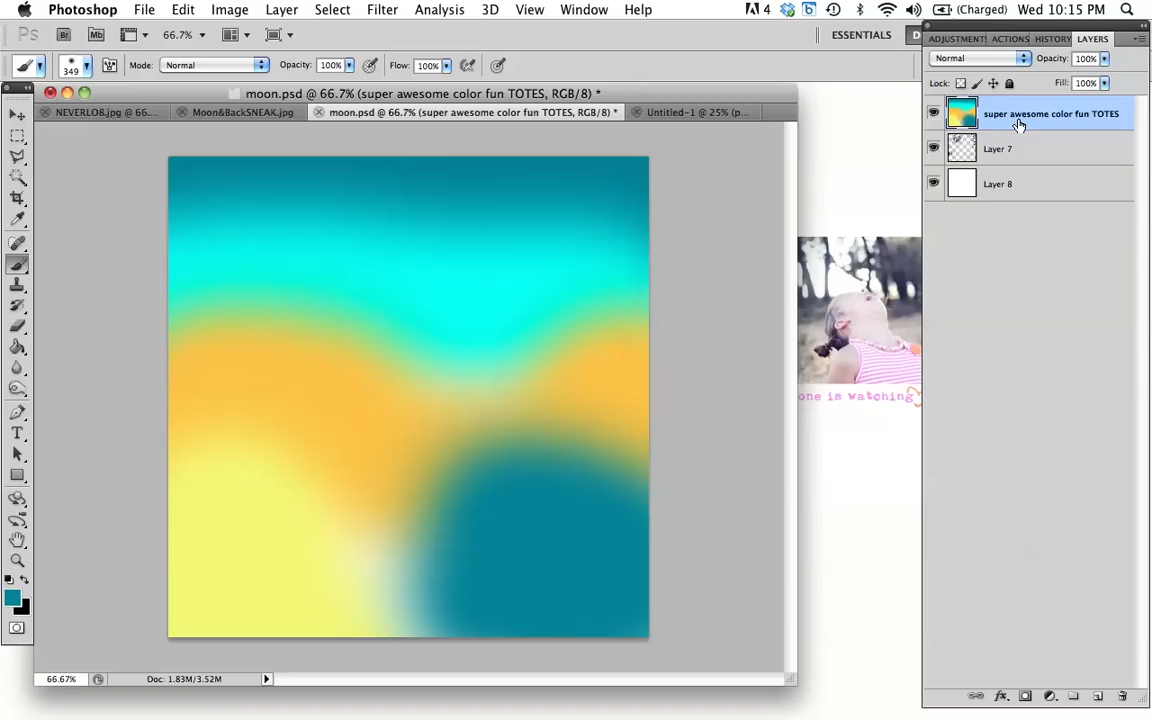 Photoshop File Edit Image Layer Select Filter Analysis 3D View Window Help 4 (Charged) Wed 10:15 PM
Ps Br Mb 66.7% ESSENTIALS D
349 Mode: Normal Opacity: 100% Flow: 100%
moon.psd @ 66.7% (super awesome color fun TOTES, RGB/8) *
NEVERLO8.jpg @ 66.... Moon&BackSNEAK.jpg moon.psd @ 66.7% (super awesome color fun TOTES, RGB/8) * Untitled-1 @ 25% (p...
ADJUSTMENT ACTIONS HISTORY LAYERS
Normal Opacity: 100%
Lock: Fill: 100%
super awesome color fun TOTES
Layer 7
Layer 8
one is watching
66.67% Doc: 1.83M/3.52M